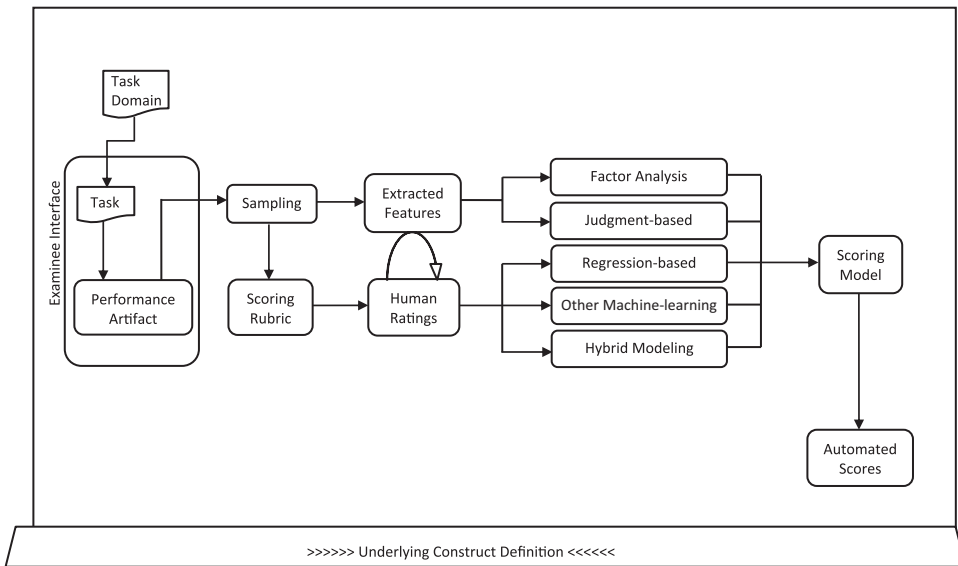 Task
Domain
Examinee Interface
Task
Performance
Artifact
Sampling
Scoring
Rubric
Extracted
Features
Human
Ratings
Factor Analysis
Judgment-based
Regression-based
Other Machine-learning
Hybrid Modeling
Scoring
Model
Automated
Scores
>>>>>> Underlying Construct Definition <<<<<<